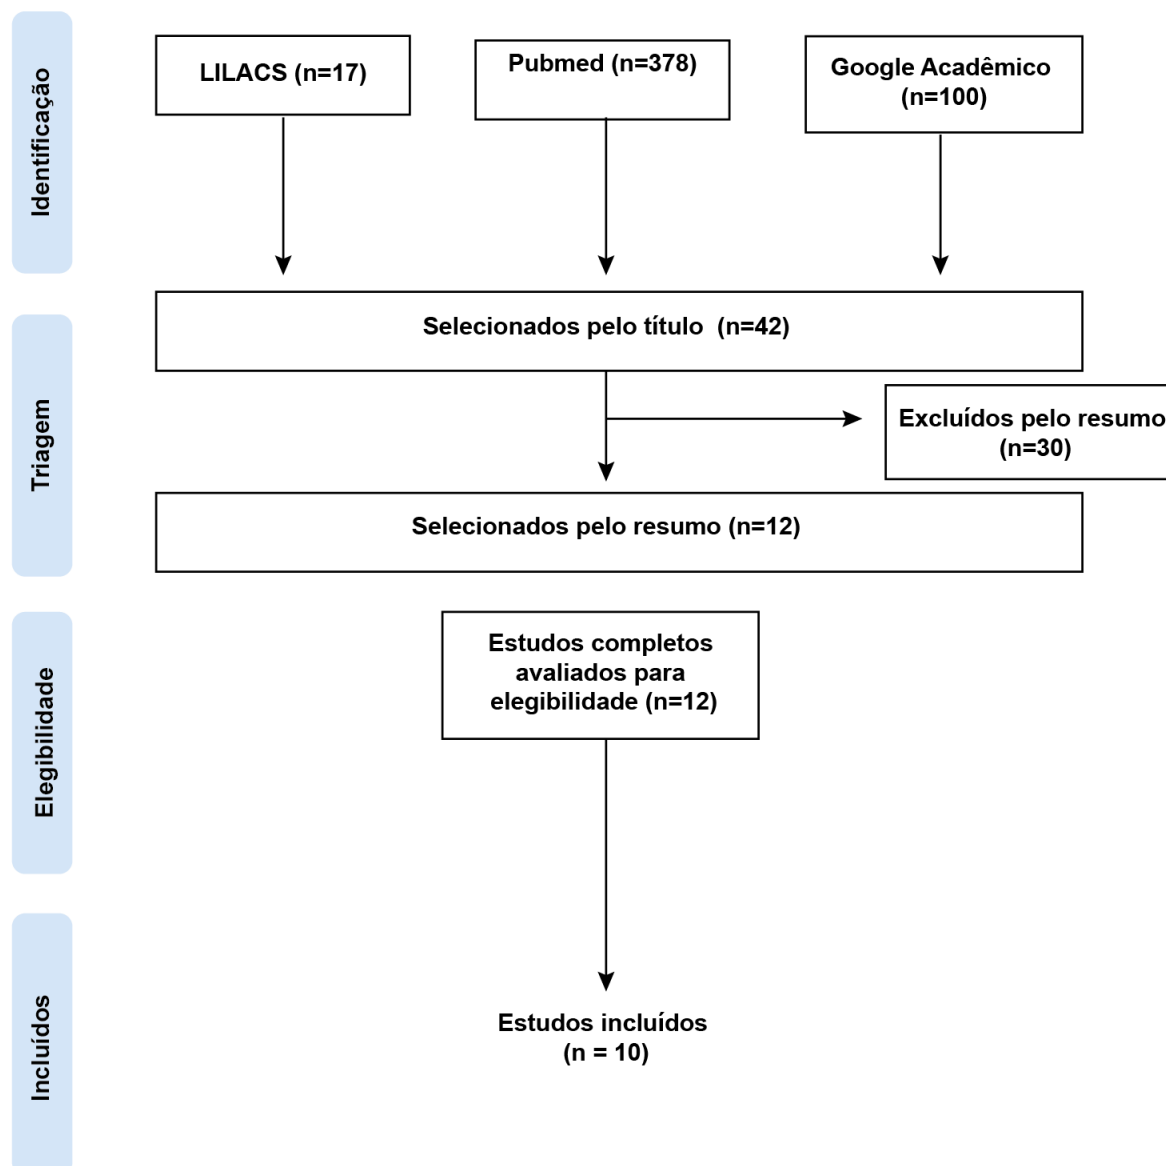 Identificação
LILACS (n=17)
Pubmed (n=378)
Google Acadêmico
(n=100)
Triagem
Selecionados pelo título  (n=42)
Excluídos pelo resumo
(n=30)
Selecionados pelo resumo (n=12)
Elegibilidade
Estudos completos
avaliados para
elegibilidade (n=12)
Incluídos
Estudos incluídos
(n = 10)